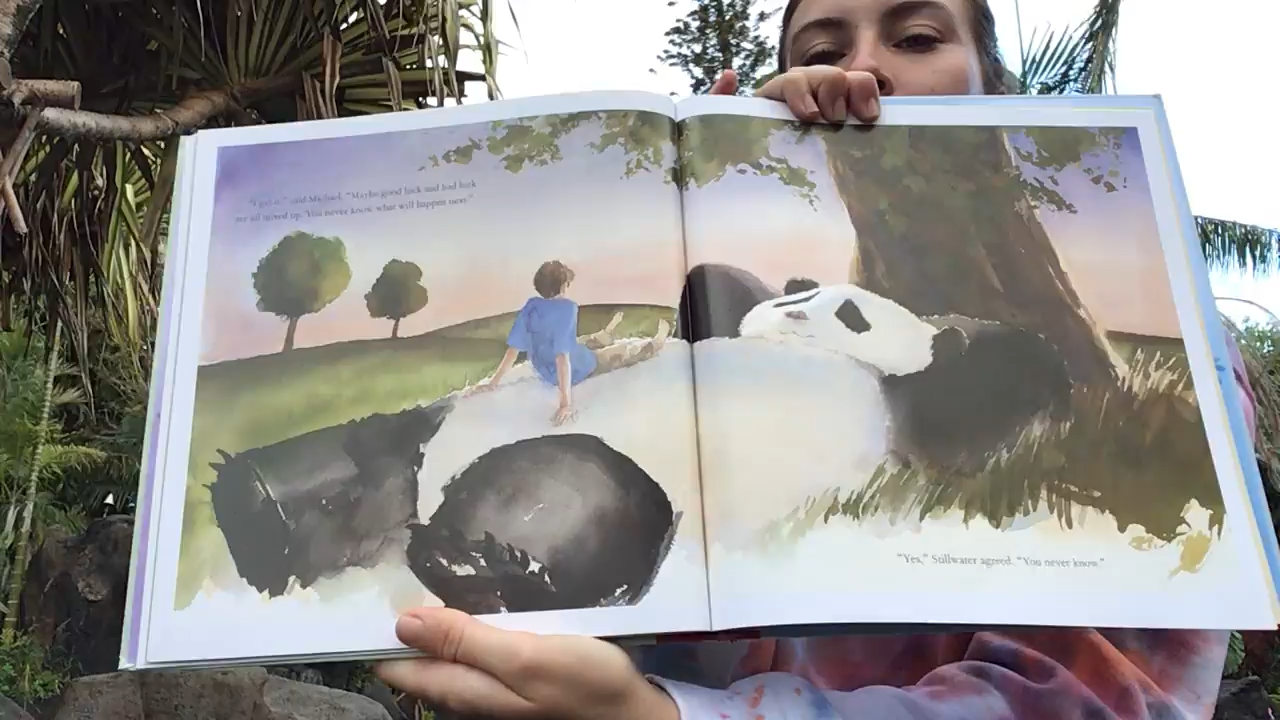 "I get it," said Michael. "Maybe good luck and bad luck
are all mixed up. You never know what will happen next."
"Yes," Stillwater agreed. "You never know."